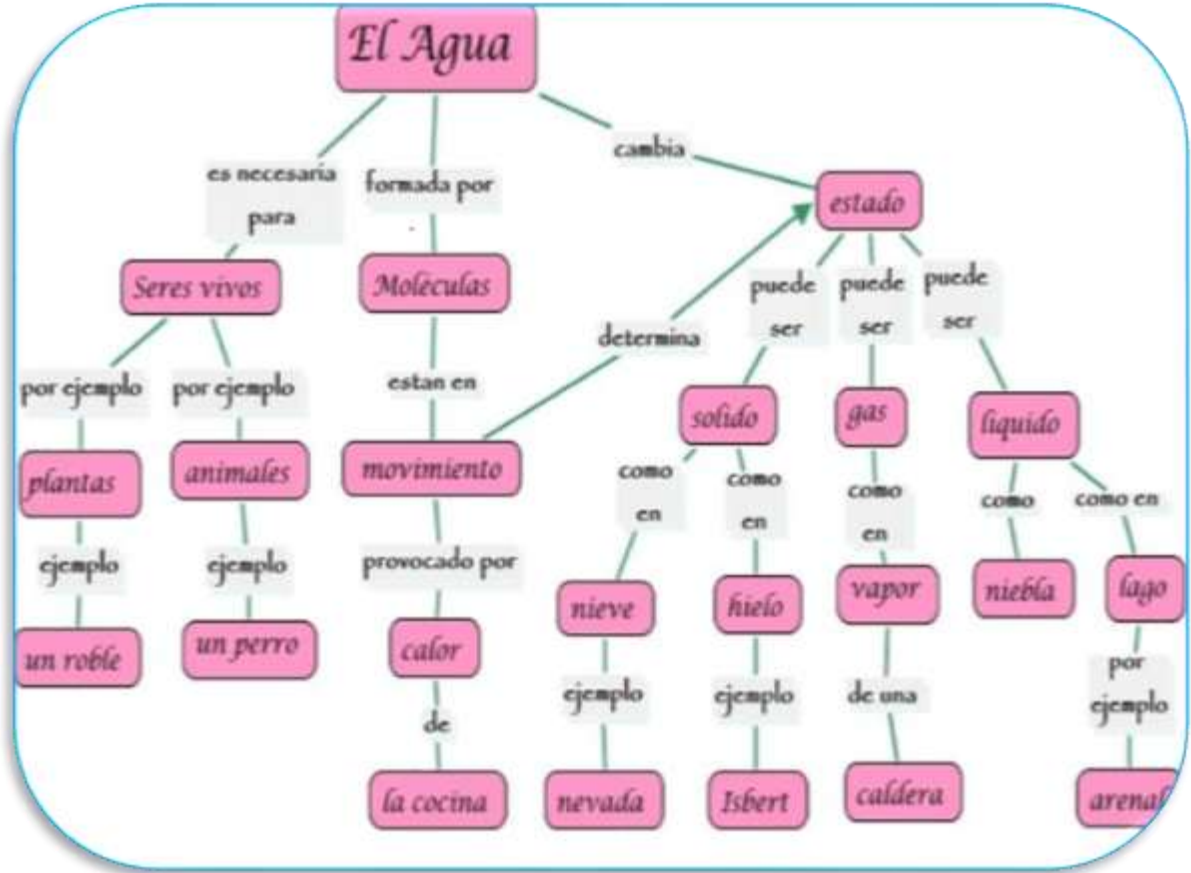 El Agua
cambia
es necesaria
para
formada por
estado
Seres vivos
Moléculas
puede
ser
puede
ser
puede
ser
determina
por ejemplo
por ejemplo
estan en
solido
gas
liquido
plantas
animales
movimiento
como
en
como
en
como
en
como
como en
ejemplo
ejemplo
provocado por
nieve
hielo
vapor
niebla
lago
un roble
un perro
calor
ejemplo
ejemplo
de una
por
ejemplo
de
la cocina
nevada
Isbert
caldera
arenal